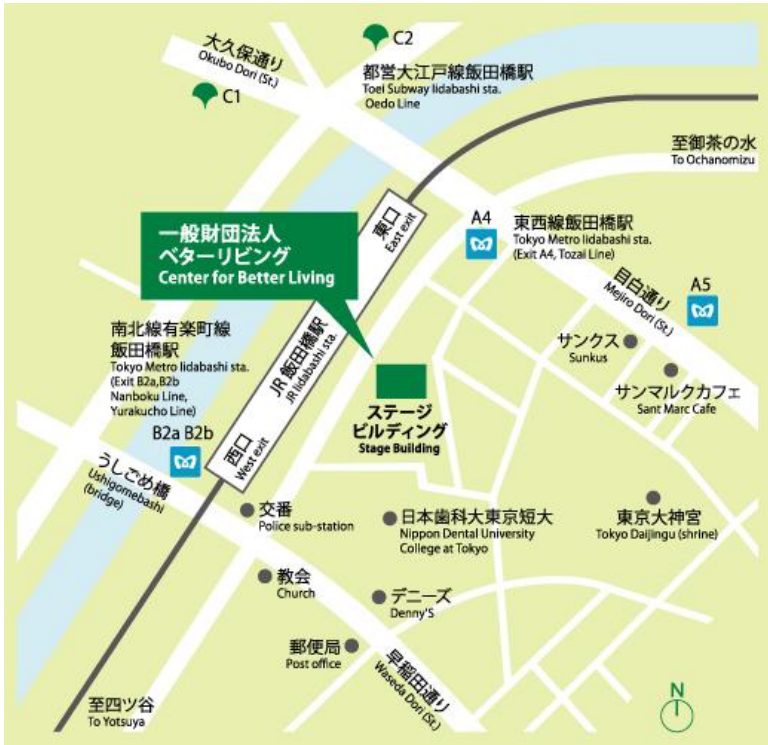 大久保通り
Okubo Dori (St.)
C2
C1
都営大江戸線飯田橋駅
Toei Subway Iidabashi sta.
Oedo Line
至御茶の水
To Ochanomizu
一般財団法人
ベターリビング
Center for Better Living
東口
East exit
A4
東西線飯田橋駅
Tokyo Metro Iidabashi sta.
(Exit A4, Tozai Line)
目白通り
Mejiro Dori (St.)
A5
南北線有楽町線
飯田橋駅
Tokyo Metro Iidabashi sta.
(Exit B2a,B2b
Nanboku Line,
Yurakucho Line)
JR 飯田橋駅
JR Iidabashi sta.
サンクス
Sunkus
サンマルクカフェ
Sant Marc Cafe
ステージ
ビルディング
Stage Building
B2a B2b
西口
West exit
うしごめ橋
Ushigomebashi
(bridge)
交番
Police sub-station
日本歯科大東京短大
Nippon Dental University
College at Tokyo
東京大神宮
Tokyo Daijingu (shrine)
教会
Church
デニーズ
Denny'S
郵便局
Post office
早稲田通り
Waseda Dori (St.)
至四ツ谷
To Yotsuya
N